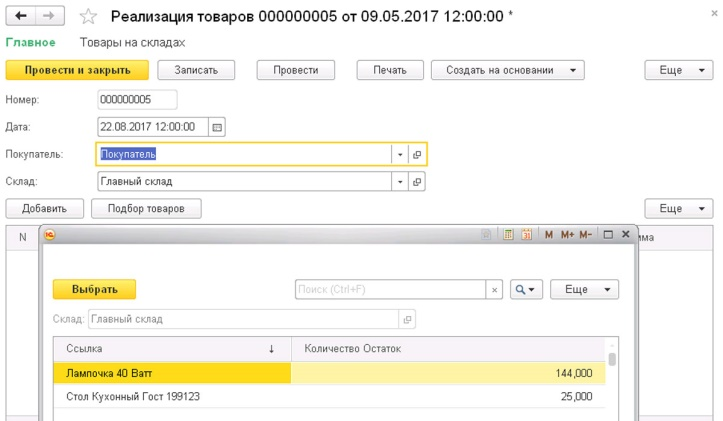 Реализация товаров 000000005 от 09.05.2017 12:00:00 *
Главное Товары на складах
Провести и закрыть Записать Провести Печать Создать на основании Еще
Номер: 000000005
Дата: 22.08.2017 12:00:00
Покупатель: Покупатель
Склад: Главный склад
Добавить Подбор товаров Еще
N мма
M M+ M-
Выбрать Поиск (Ctrl+F) Еще
Склад: Главный склад
Ссылка ↓ Количество Остаток
Лампочка 40 Ватт 144,000
Стол Кухонный Гост 199123 25,000